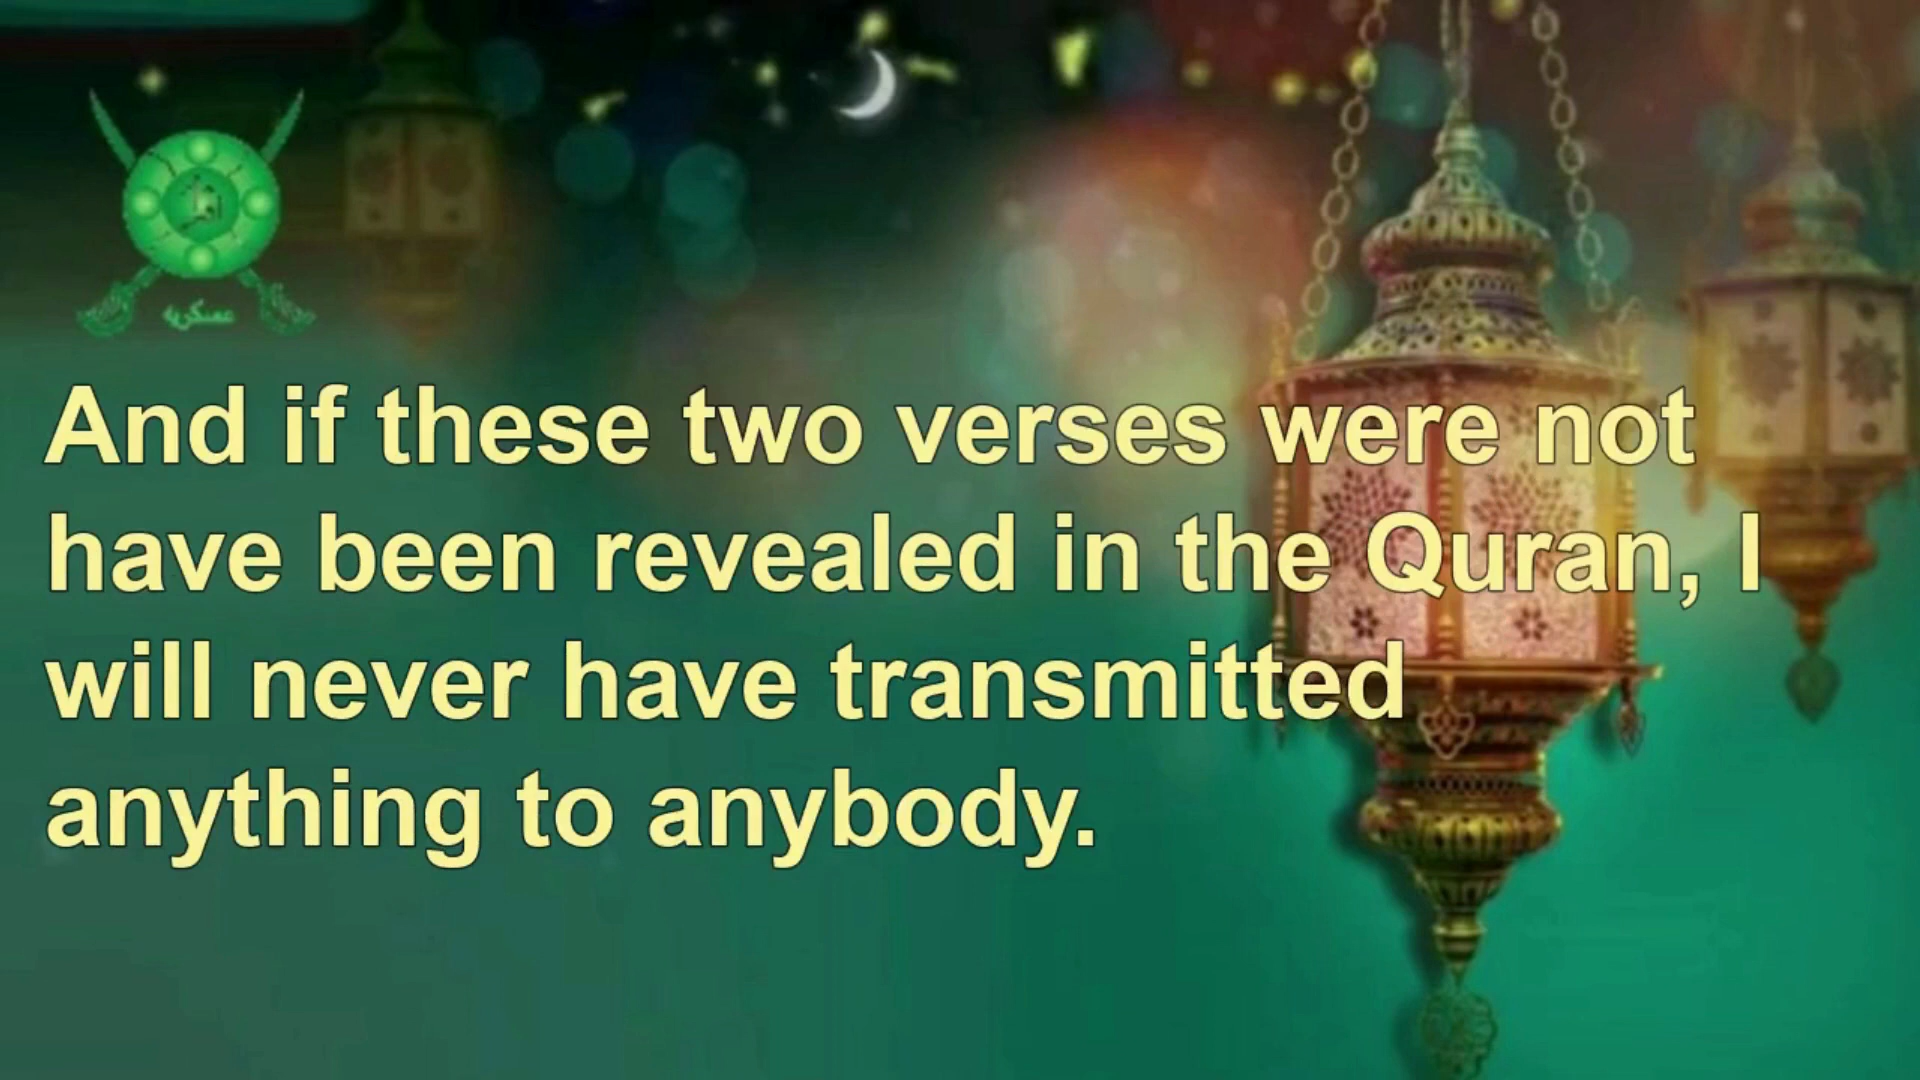 عسكريه
And if these two verses were not
have been revealed in the Quran, I
will never have transmitted
anything to anybody.